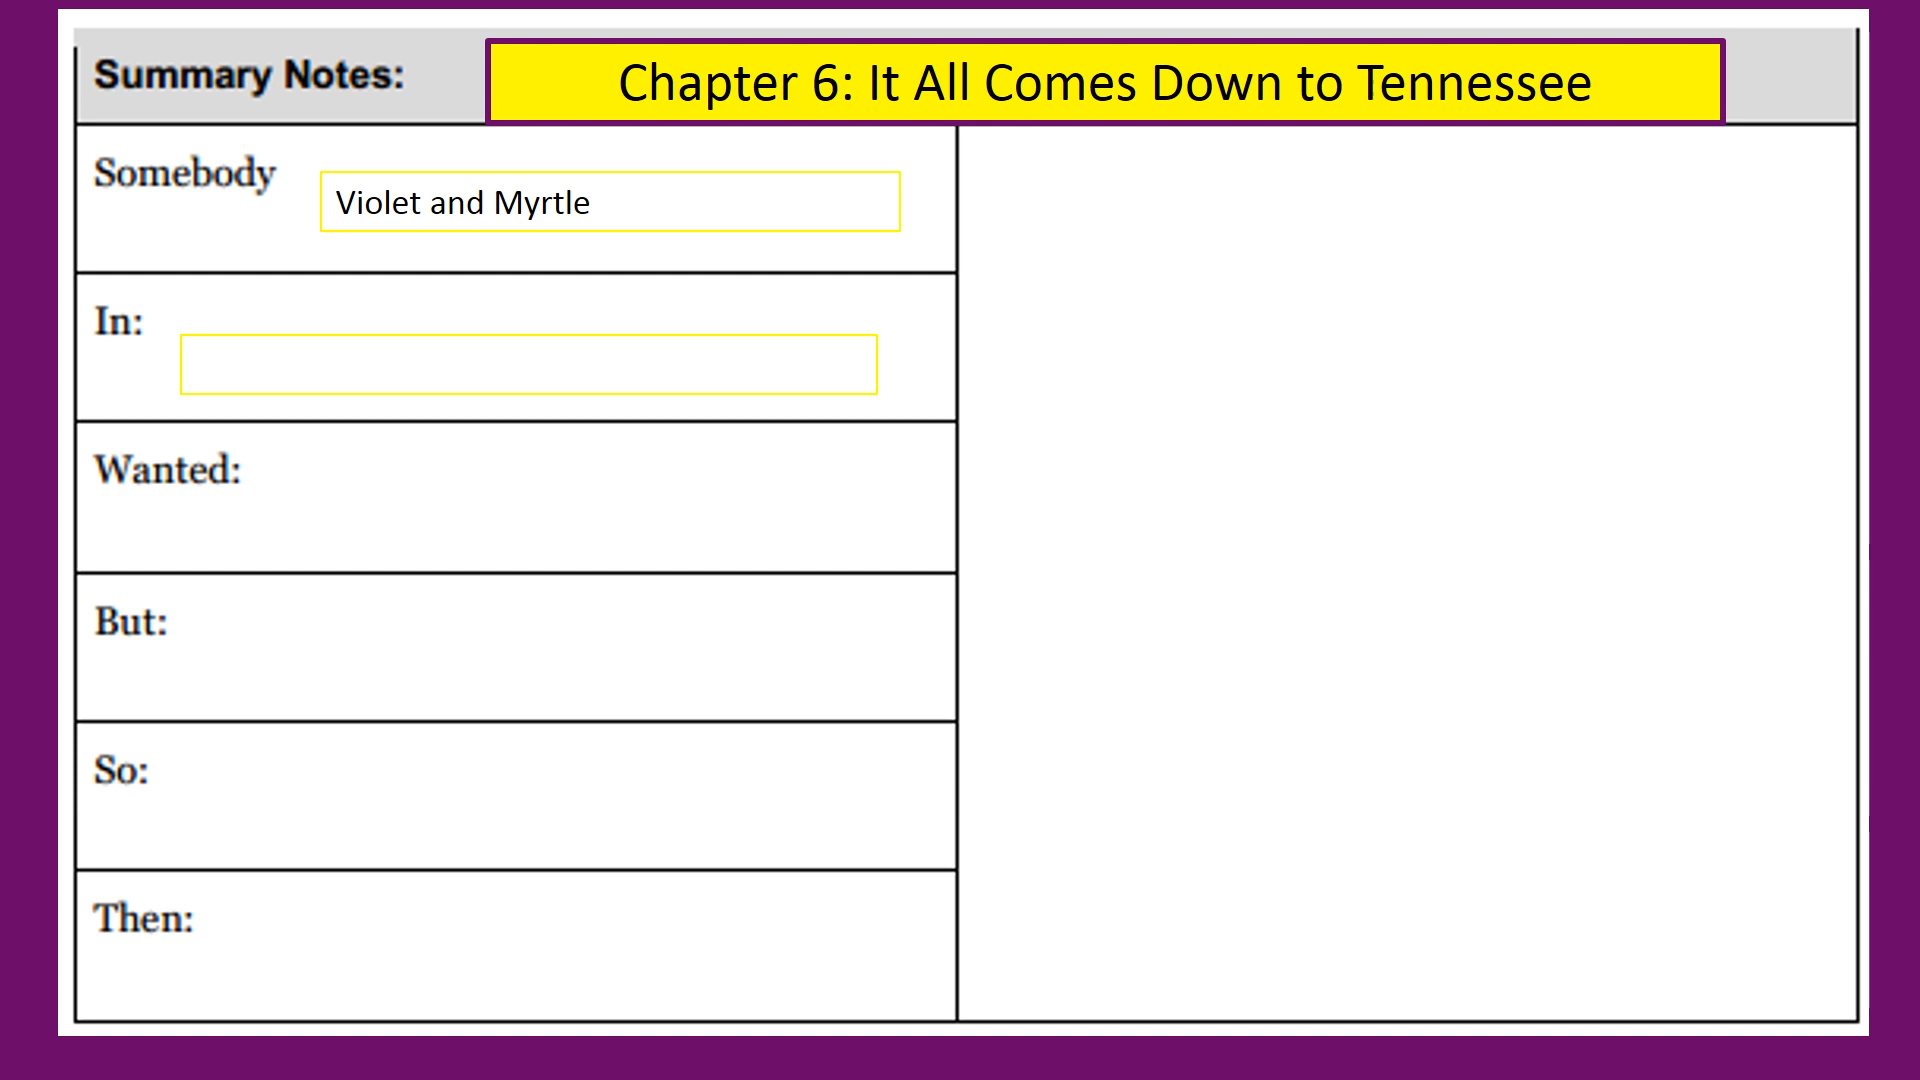 Summary Notes:
Chapter 6: It All Comes Down to Tennessee
Somebody
Violet and Myrtle
In:
Wanted:
But:
So:
Then: